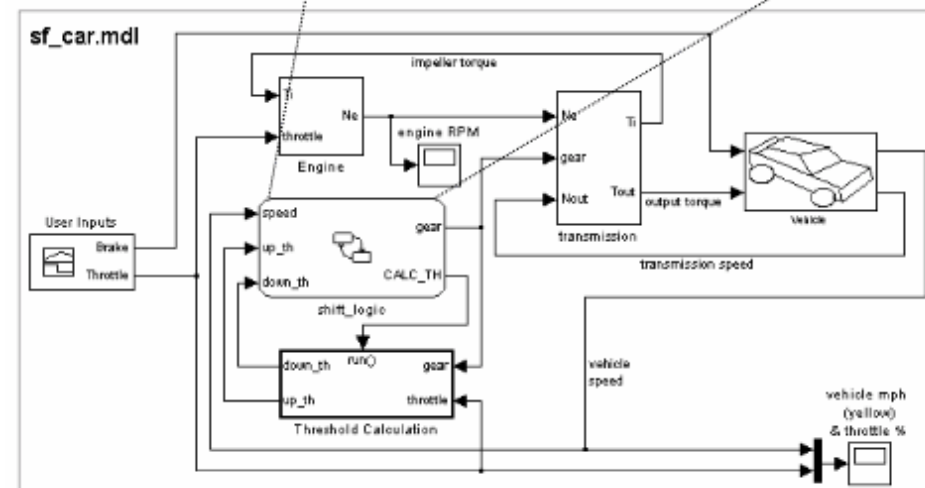 sf_car.mdl
impeller torque
Ti
Ne
throttle
Engine
engine RPM
Ne
gear
Nout
Ti
Tout
transmission
output torque
Vehicle
transmission speed
User Inputs
Brake
Throttle
speed
up_th
down_th
gear
CALC_TH
shift_logic
run()
down_th
up_th
gear
throttle
Threshold Calculation
vehicle
speed
vehicle mph
(yellow)
& throttle %